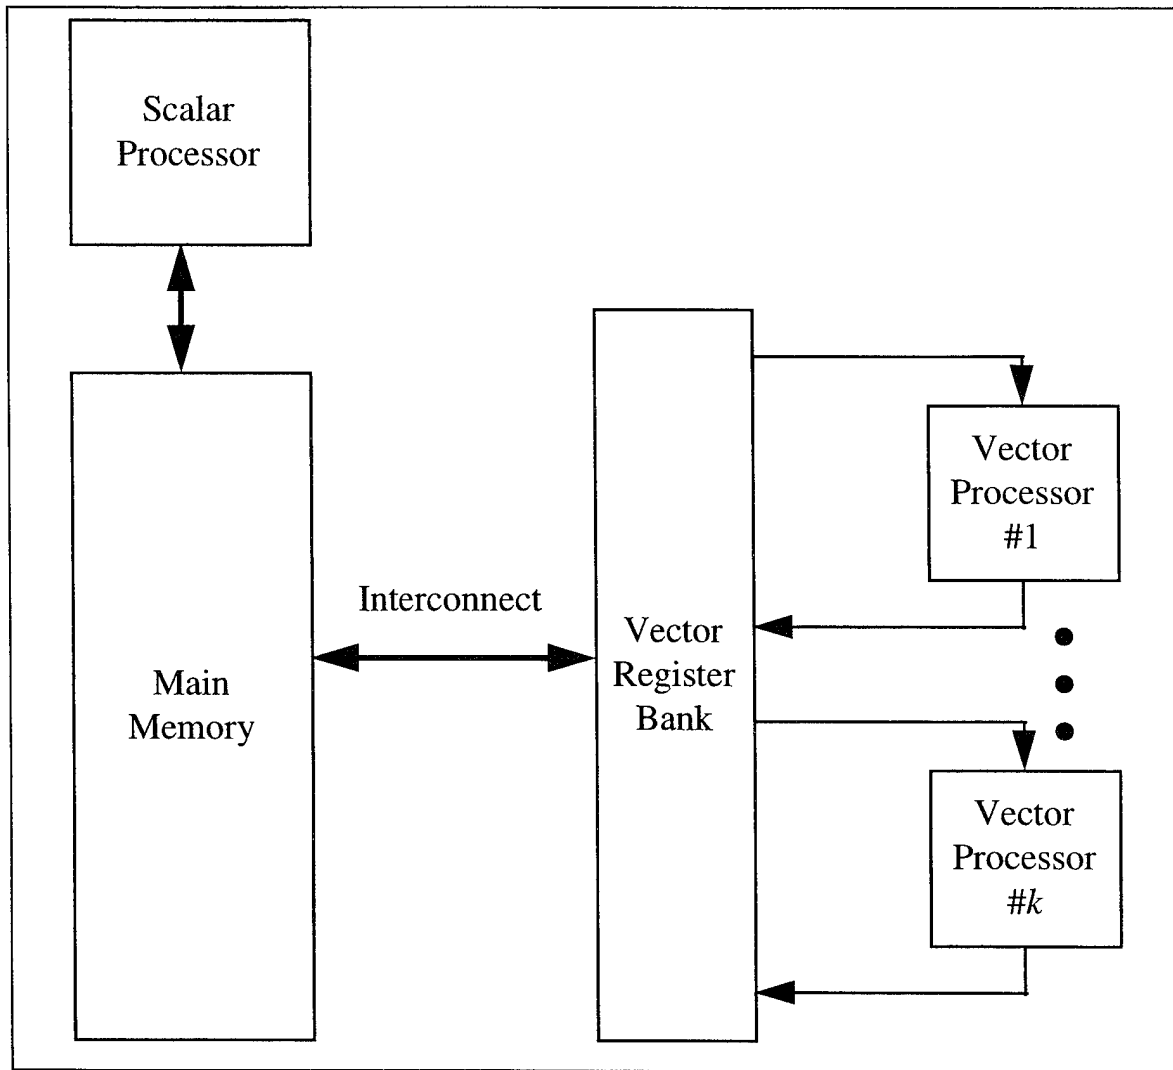 Scalar
Processor
Main
Memory
Interconnect
Vector
Register
Bank
Vector
Processor
#1
Vector
Processor
#k